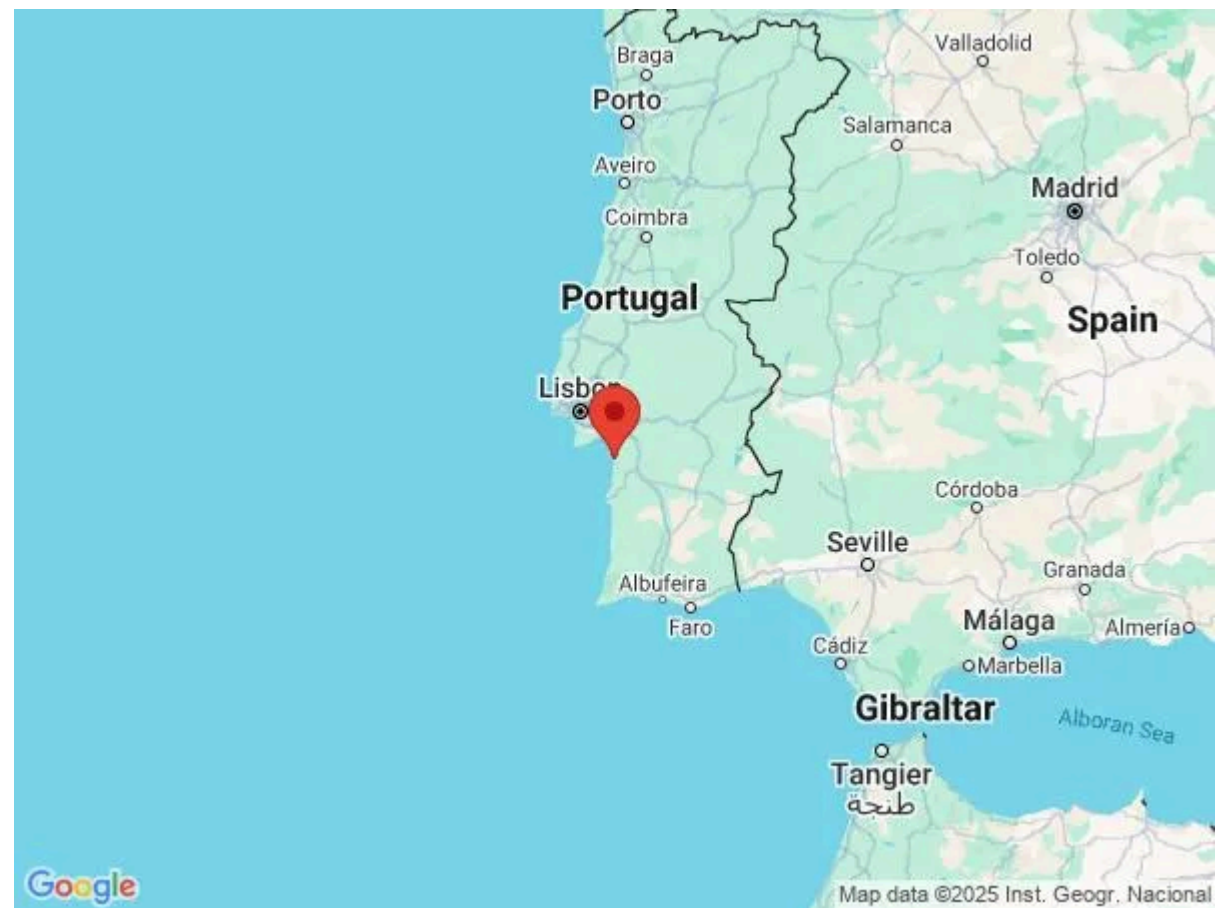 Braga
Valladolid
Porto
Salamanca
Aveiro
Madrid
Coimbra
Toledo
Portugal
Spain
Lisbon
Córdoba
Seville
Granada
Albufeira
Málaga
Almería
Faro
Cádiz
Marbella
Gibraltar
Alboran Sea
Tangier
طنجة
Google
Map data ©2025 Inst. Geogr. Nacional